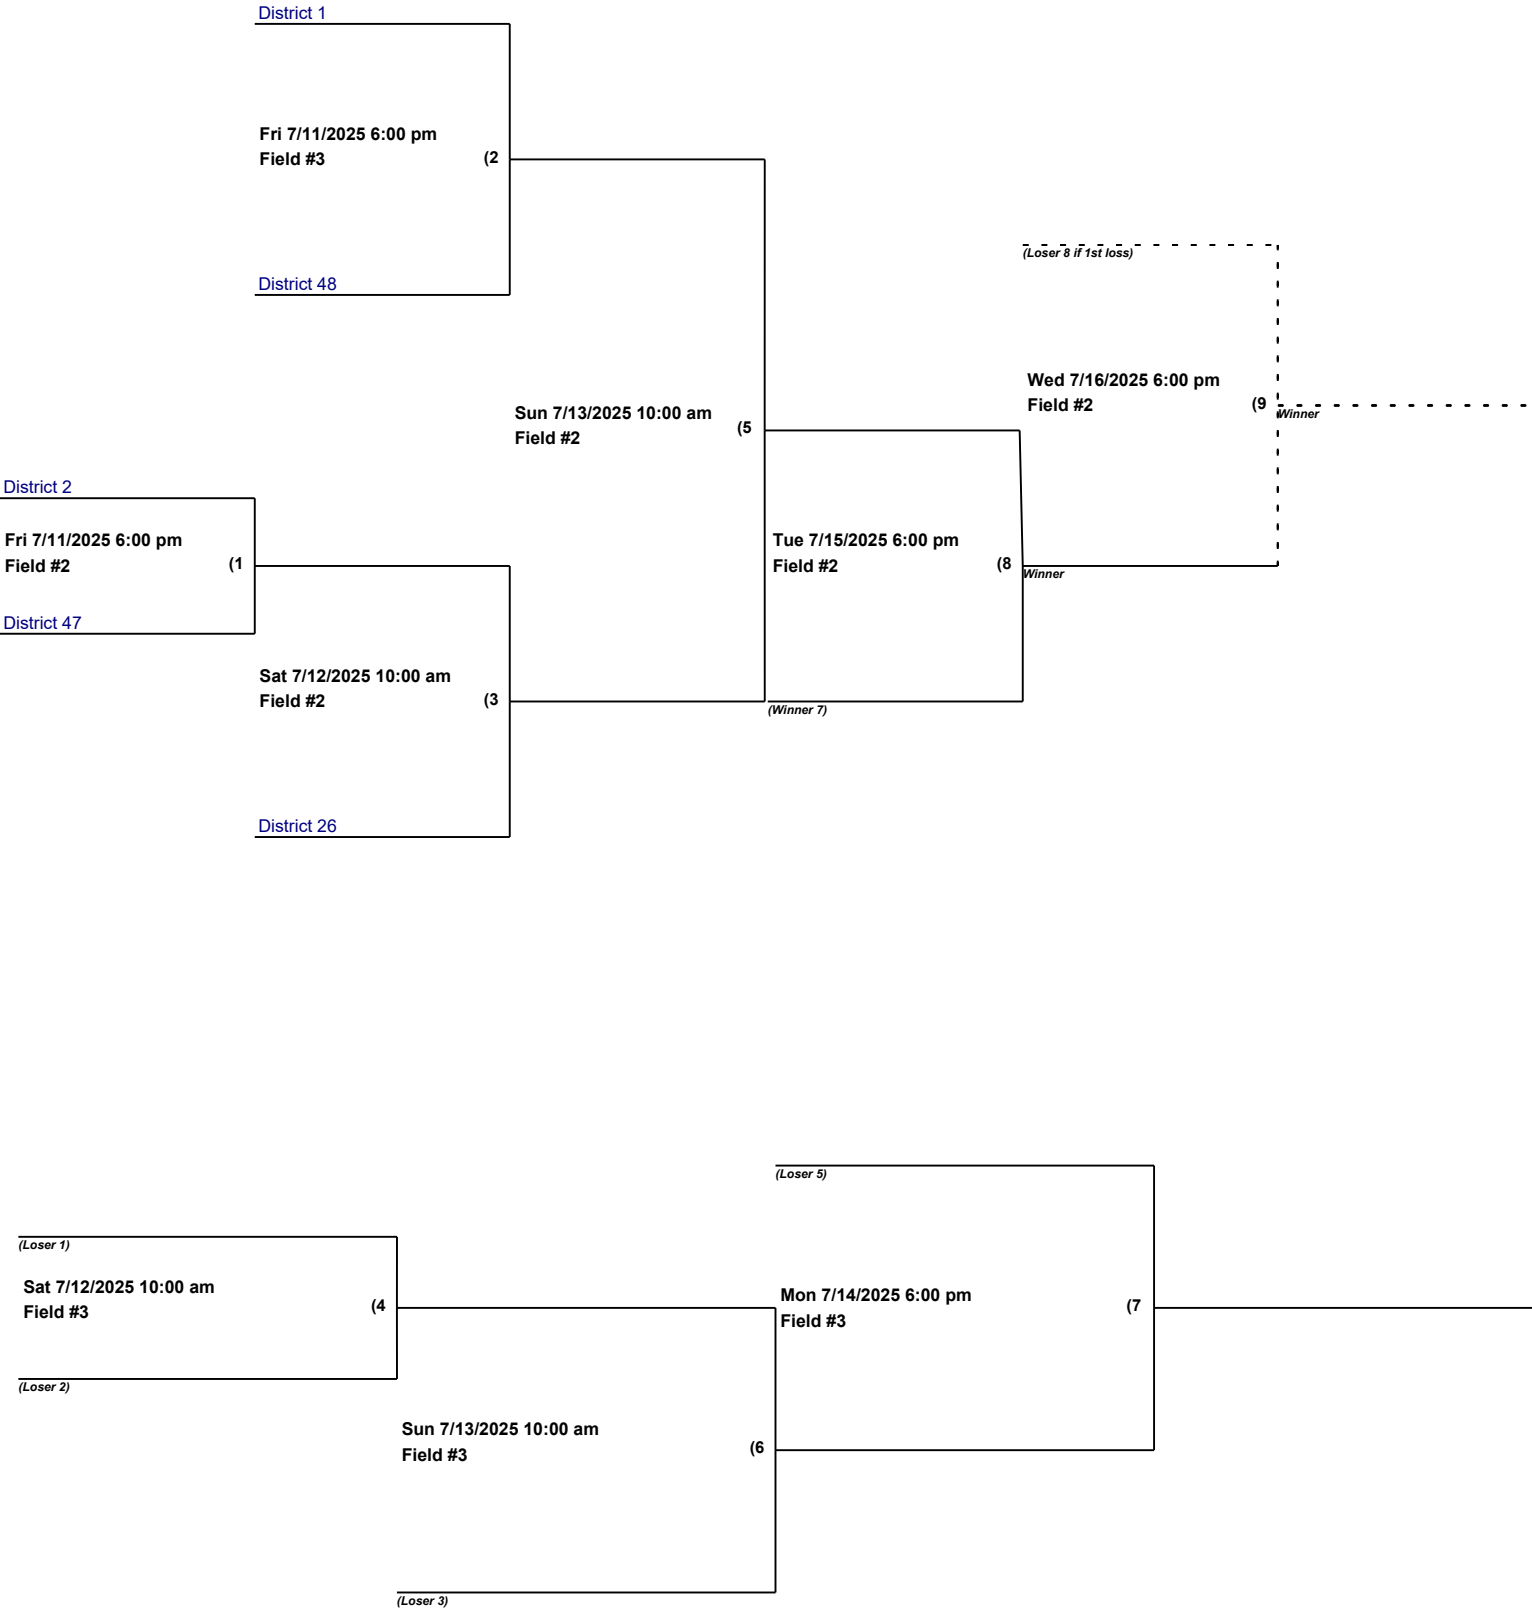 District 1
Fri 7/11/2025 6:00 pm
Field #3
(2
District 48
(Loser 8 if 1st loss)
Wed 7/16/2025 6:00 pm
Field #2
(9
Winner
Sun 7/13/2025 10:00 am
Field #2
(5
District 2
Fri 7/11/2025 6:00 pm
Field #2
(1
District 47
Tue 7/15/2025 6:00 pm
Field #2
(8
Winner
Sat 7/12/2025 10:00 am
Field #2
(3
(Winner 7)
District 26
(Loser 5)
(Loser 1)
Sat 7/12/2025 10:00 am
Field #3
(4
Mon 7/14/2025 6:00 pm
Field #3
(7
(Loser 2)
Sun 7/13/2025 10:00 am
Field #3
(6
(Loser 3)